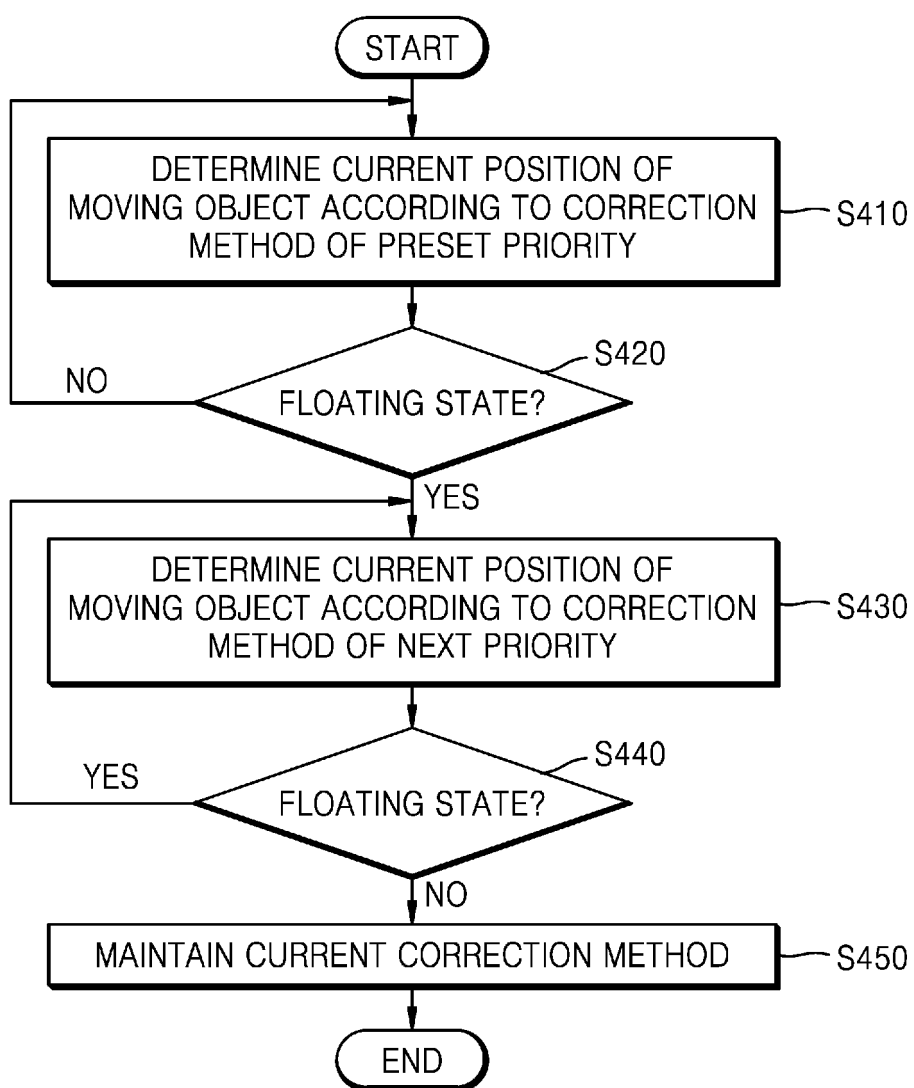 START
DETERMINE CURRENT POSITION OF
MOVING OBJECT ACCORDING TO CORRECTION
METHOD OF PRESET PRIORITY
S410
S420
NO
FLOATING STATE?
YES
DETERMINE CURRENT POSITION OF
MOVING OBJECT ACCORDING TO CORRECTION
METHOD OF NEXT PRIORITY
S430
S440
YES
FLOATING STATE?
NO
MAINTAIN CURRENT CORRECTION METHOD
S450
END